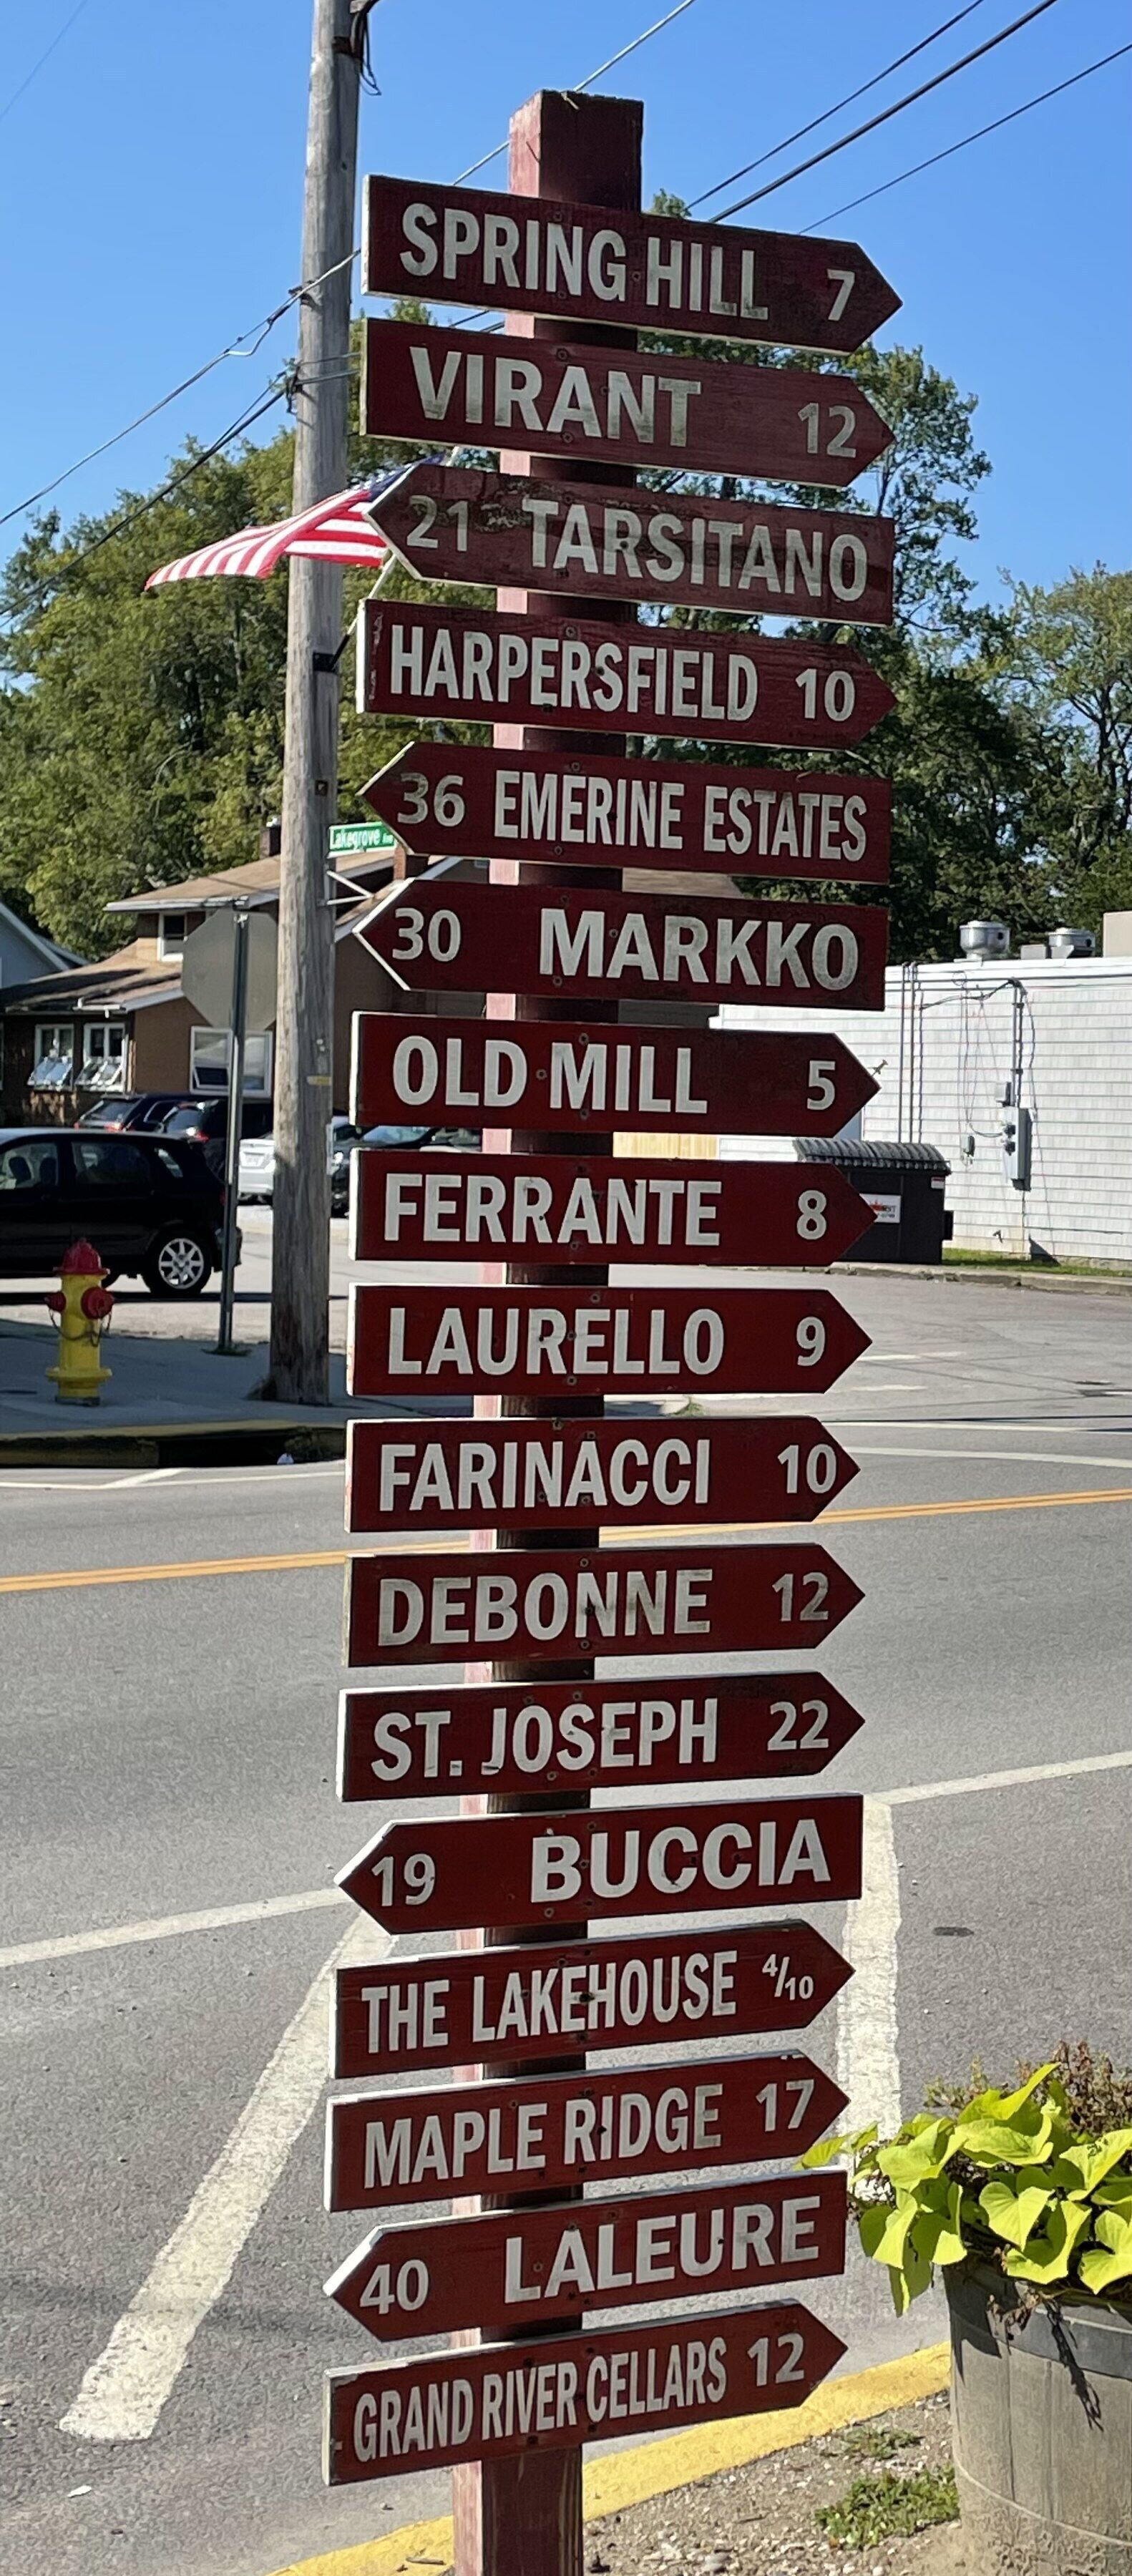 SPRING HILL 7
VIRANT 12
21 TARSITANO
HARPERSFIELD 10
36 EMERINE ESTATES
Lakegrove Ave
30 MARKKO
OLD MILL 5
FERRANTE 8
LAURELLO 9
FARINACCI 10
DEBONNE 12
ST. JOSEPH 22
19 BUCCIA
THE LAKEHOUSE 4/10
MAPLE RIDGE 17
40 LALEURE
GRAND RIVER CELLARS 12